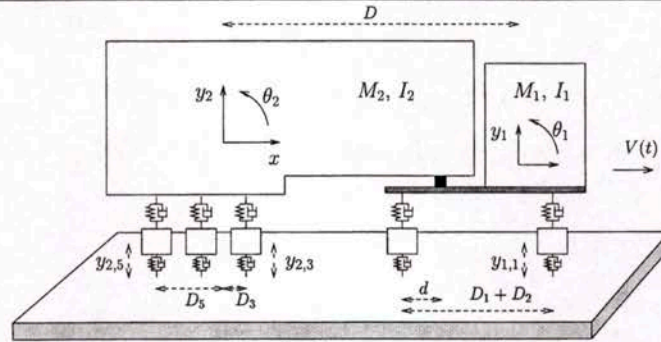 D
y₂ θ₂ M₂, I₂ M₁, I₁
y₁ θ₁ V(t)
x
y₂,₅ y₂,₃ y₁,₁
D₅ D₃ d D₁ + D₂